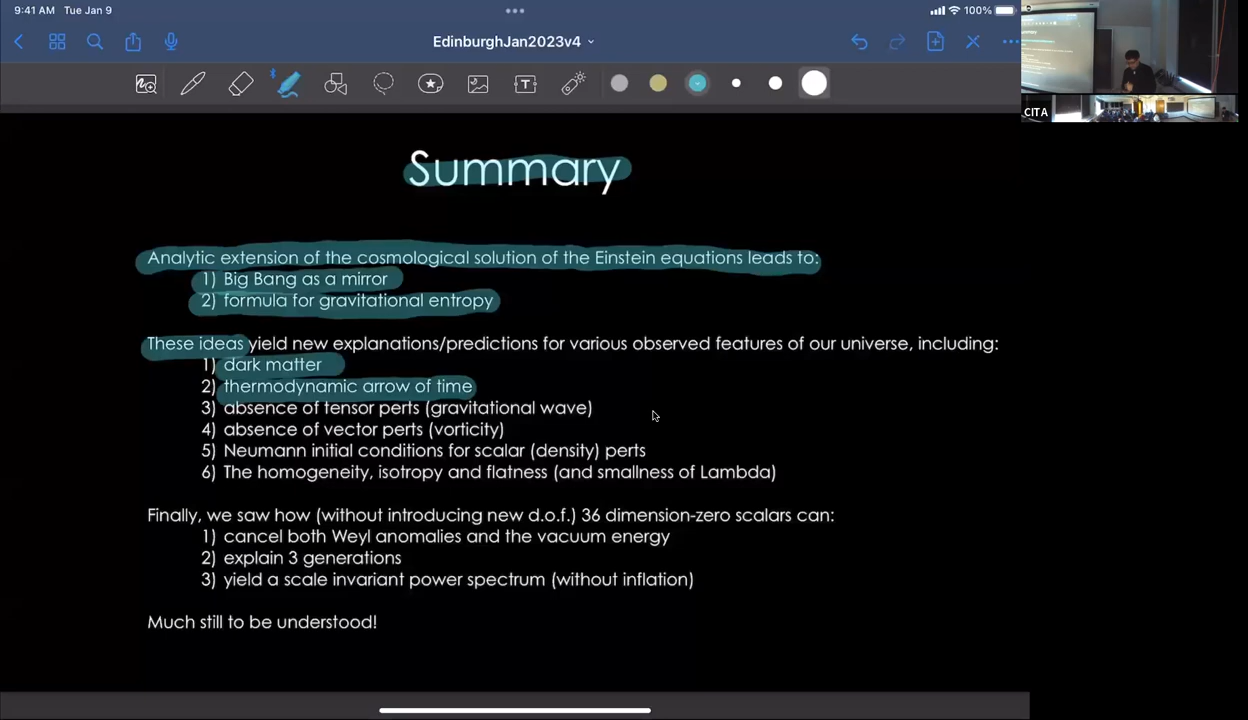 9:41 AM Tue Jan 9
100%
EdinburghJan2023v4
CITA
Summary
Analytic extension of the cosmological solution of the Einstein equations leads to:
1) Big Bang as a mirror
2) formula for gravitational entropy
These ideas yield new explanations/predictions for various observed features of our universe, including:
1) dark matter
2) thermodynamic arrow of time
3) absence of tensor perts (gravitational wave)
4) absence of vector perts (vorticity)
5) Neumann initial conditions for scalar (density) perts
6) The homogeneity, isotropy and flatness (and smallness of Lambda)
Finally, we saw how (without introducing new d.o.f.) 36 dimension-zero scalars can:
1) cancel both Weyl anomalies and the vacuum energy
2) explain 3 generations
3) yield a scale invariant power spectrum (without inflation)
Much still to be understood!